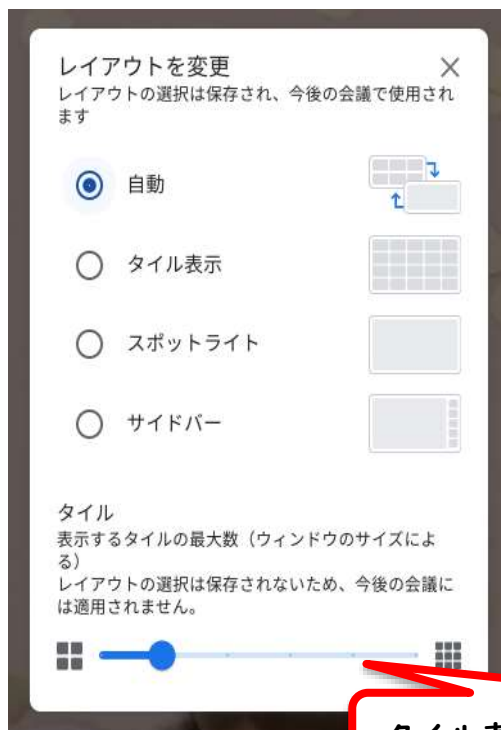 レイアウトを変更
レイアウトの選択は保存され、今後の会議で使用され
ます
自動
タイル表示
スポットライト
サイドバー
タイル
表示するタイルの最大数（ウィンドウのサイズによ
る）
レイアウトの選択は保存されないため、今後の会議に
は適用されません。